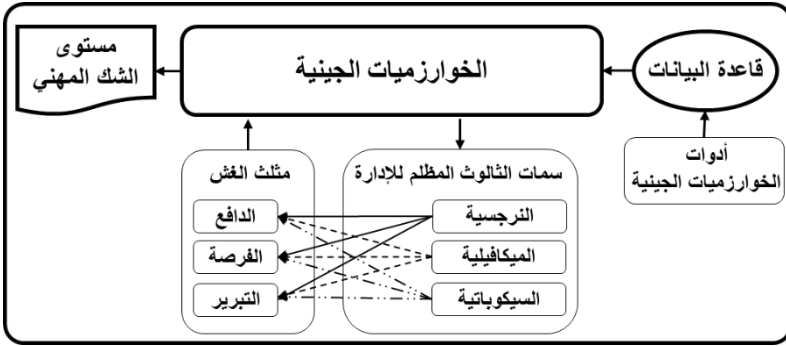 قاعدة البيانات
أدوات
الخوارزميات الجينية
الخوارزميات الجينية
مستوى
الشك المهني
سمات الثالوث المظلم للإدارة
النرجسية
الميكافيلية
السيكوباتية
مثلث الغش
الدافع
الفرصة
التبرير